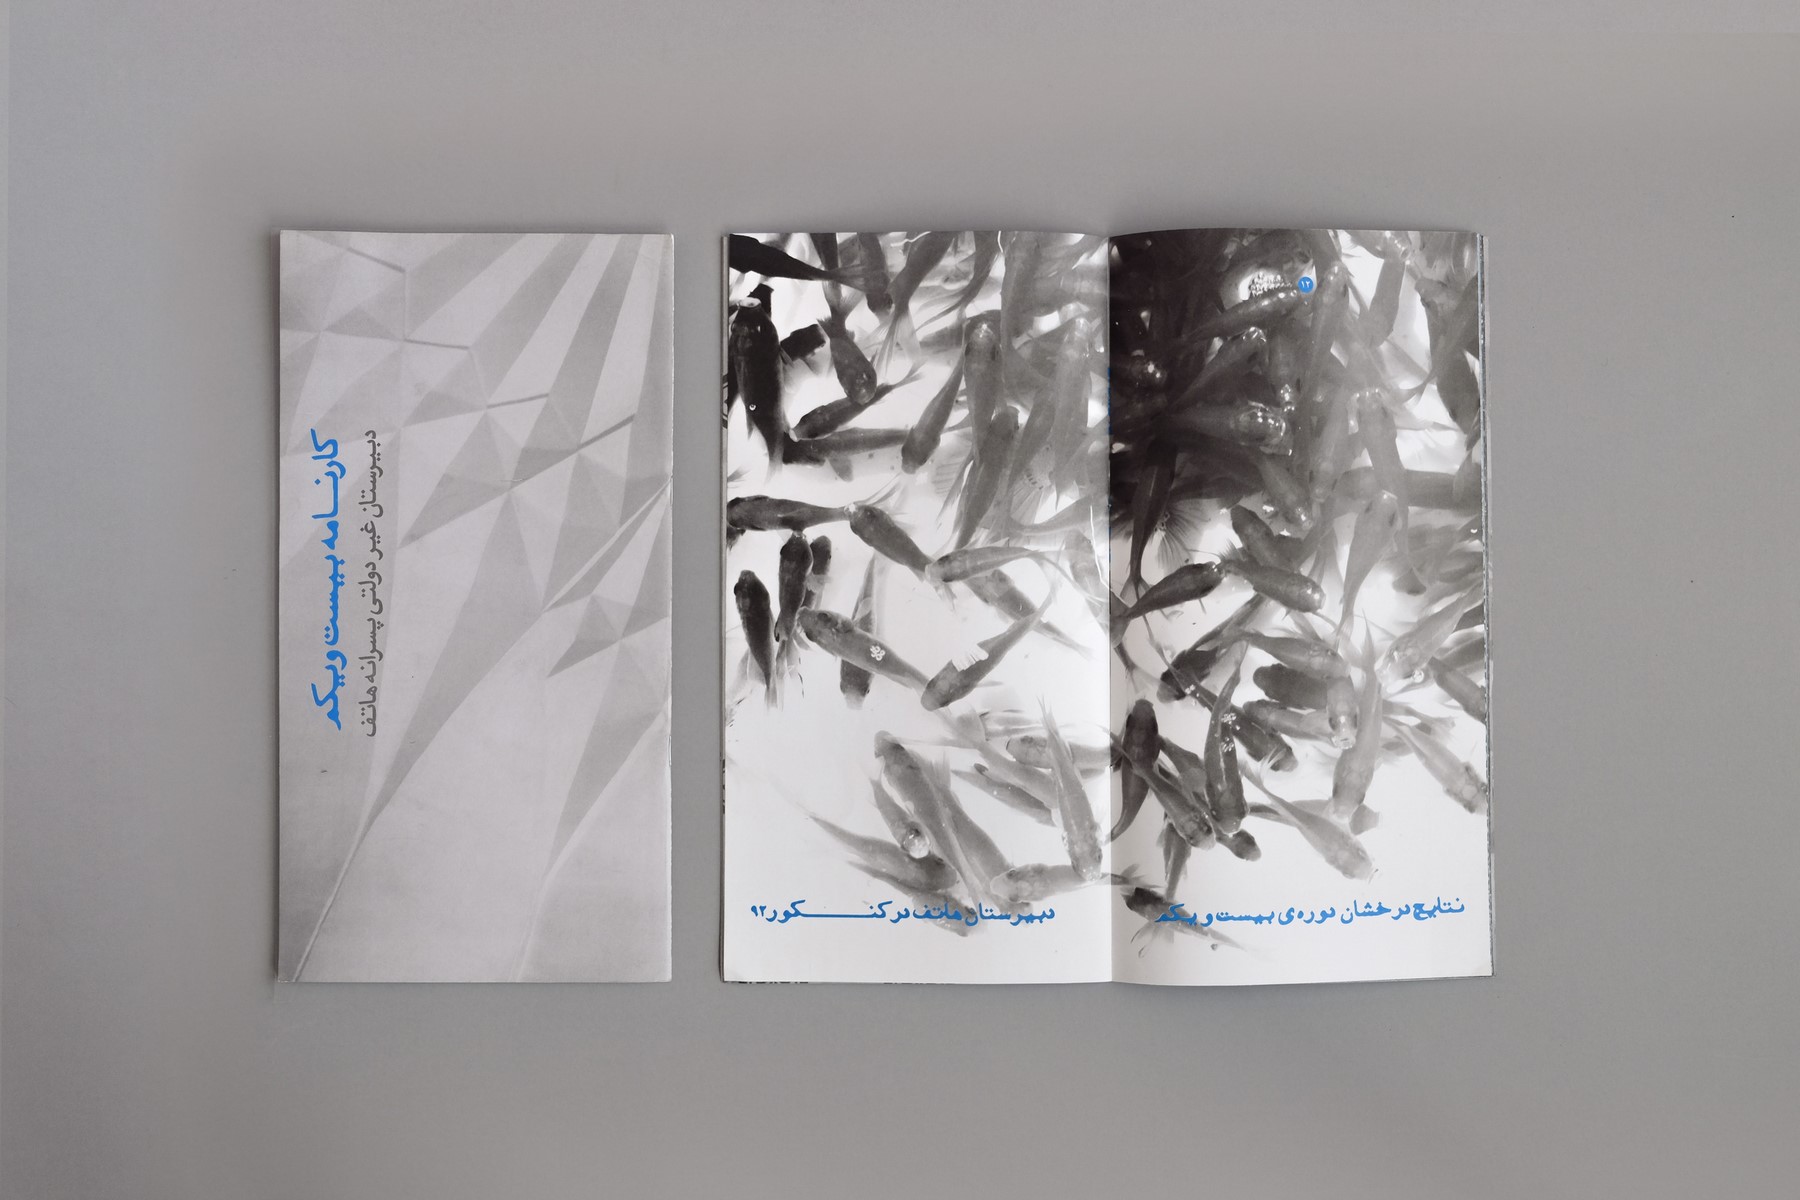 کارنامه بیست و یکم
دبیرستان غیر دولتی پسرانه هاتف
۱۲
نتایج درخشان دوره‌ی بیست و یکم
دبیرستان هاتف در کنکور ۹۲